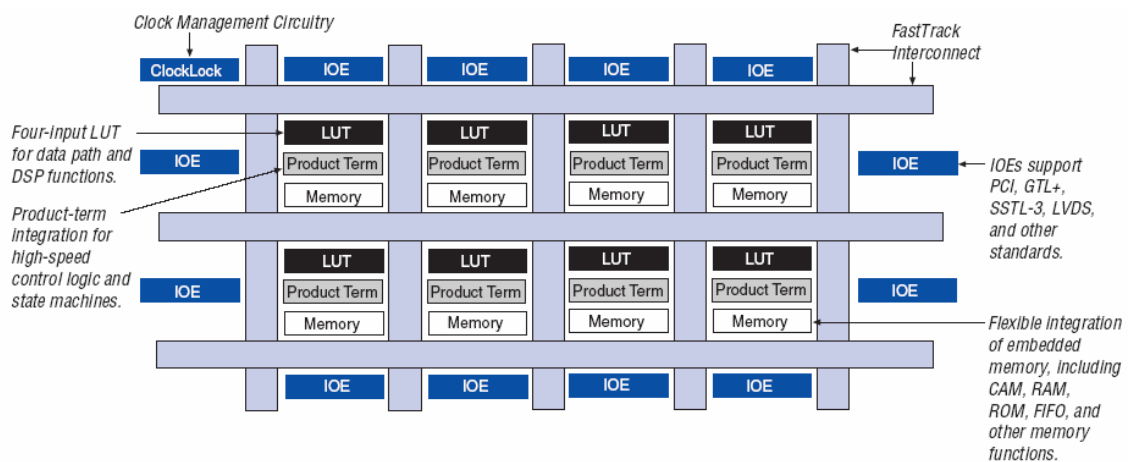 Clock Management Circuitry
FastTrack
Interconnect
ClockLock
IOE
IOE
IOE
IOE
Four-input LUT
for data path and
DSP functions.
LUT
LUT
LUT
LUT
IOE
Product Term
Product Term
Product Term
Product Term
IOE
Memory
Memory
Memory
Memory
IOEs support
PCI, GTL+,
SSTL-3, LVDS,
and other
standards.
Product-term
integration for
high-speed
control logic and
state machines.
LUT
LUT
LUT
LUT
IOE
Product Term
Product Term
Product Term
Product Term
IOE
Memory
Memory
Memory
Memory
Flexible integration
of embedded
memory, including
CAM, RAM,
ROM, FIFO, and
other memory
functions.
IOE
IOE
IOE
IOE